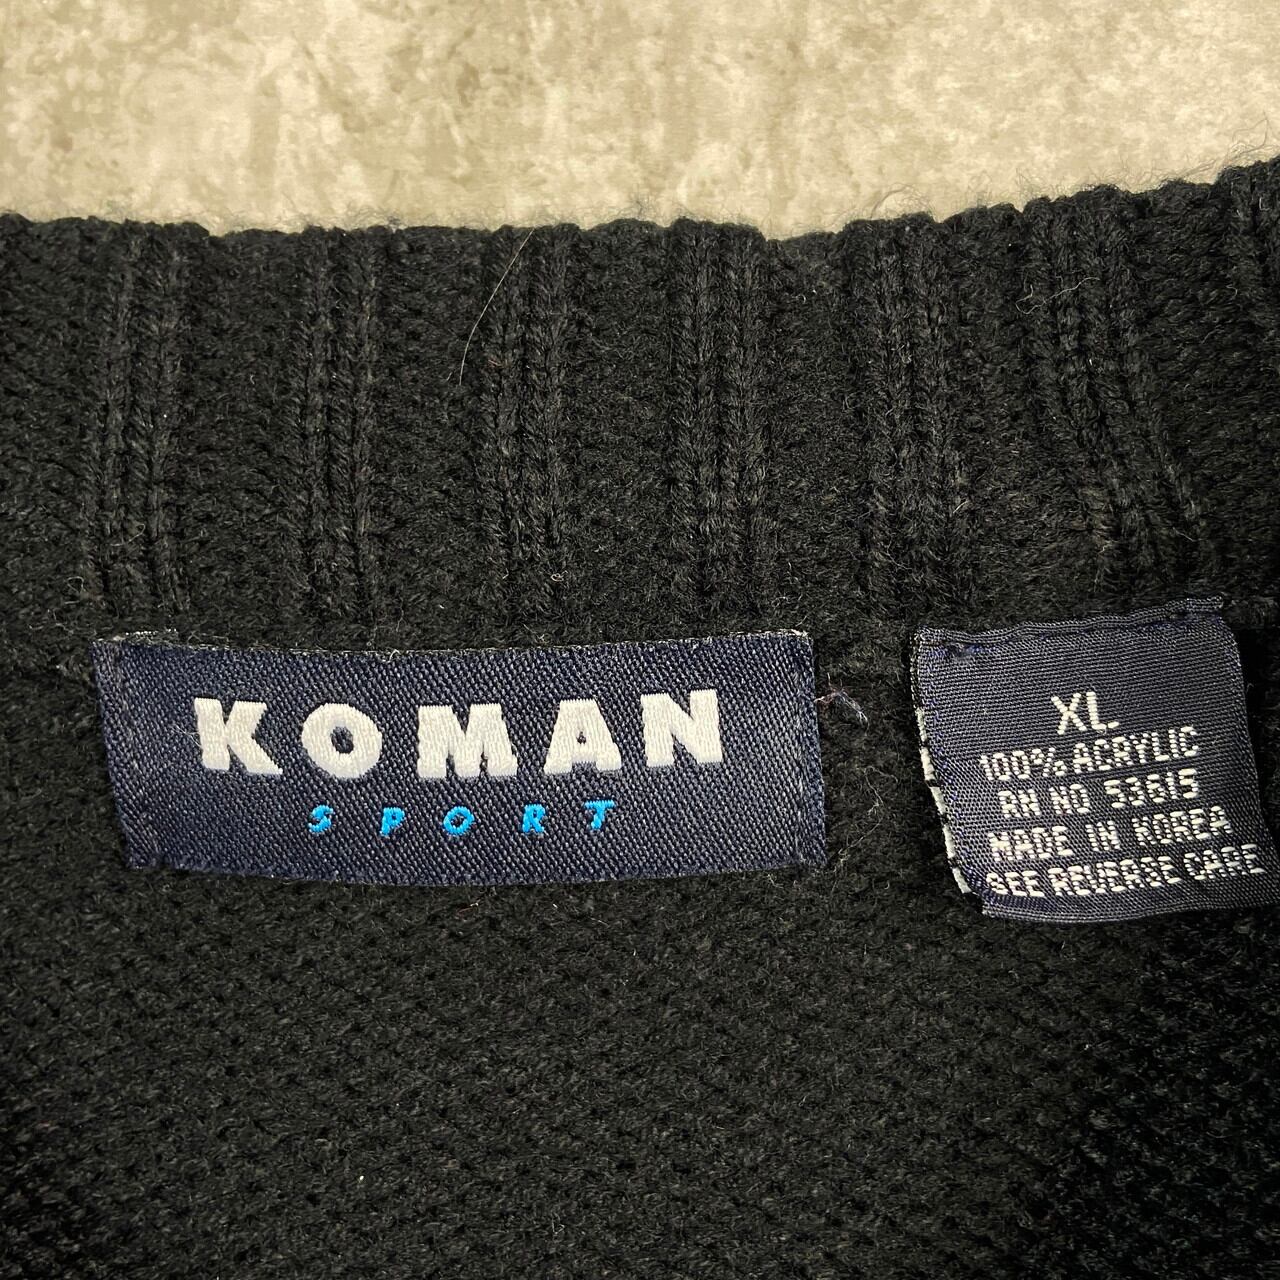 KOMAN
SPORT
XL
100% ACRYLIC
RN NO 53615
MADE IN KOREA
SEE REVERSE CARE